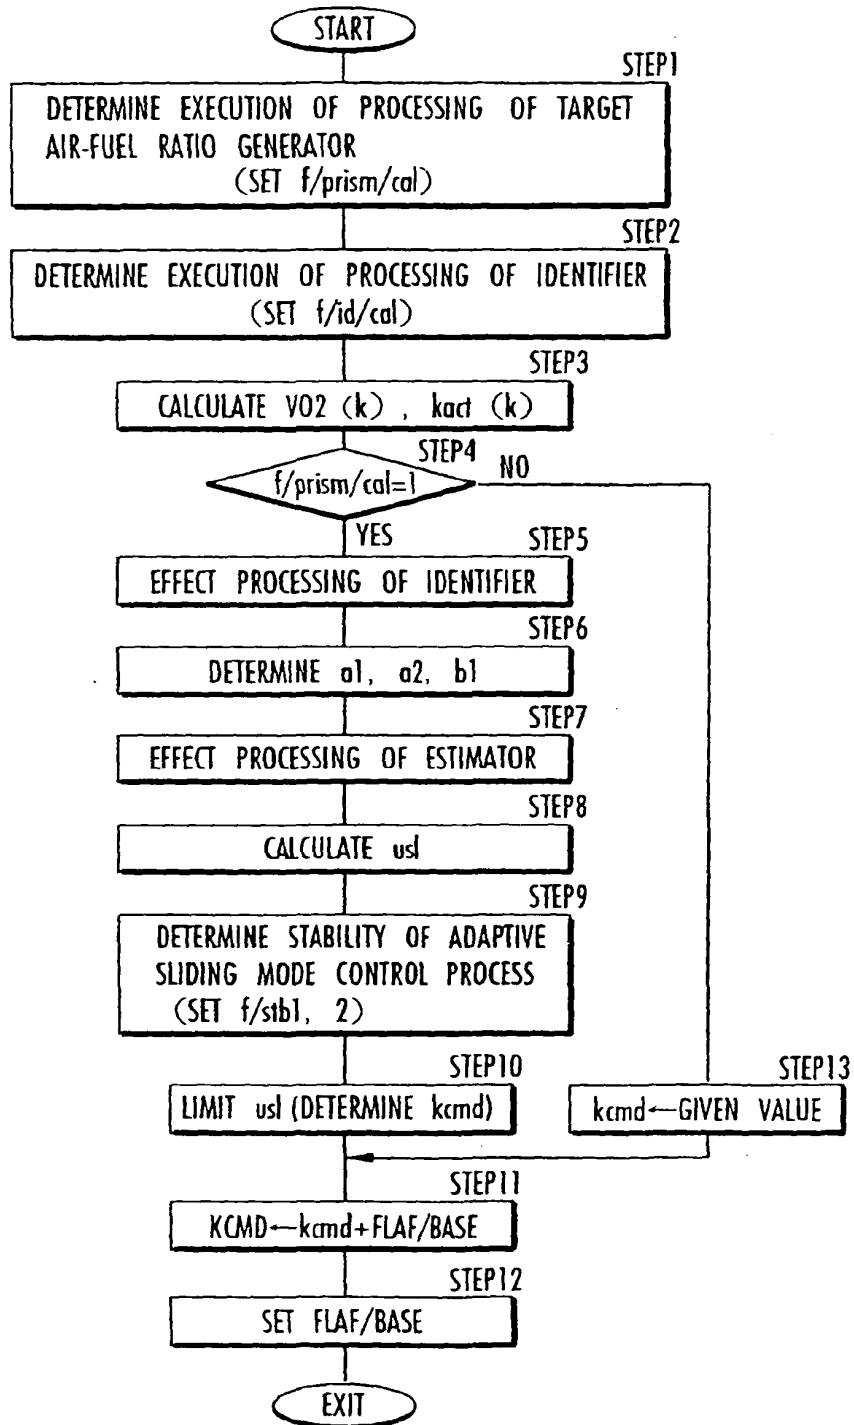 START
STEP1
DETERMINE EXECUTION OF PROCESSING OF TARGET
AIR-FUEL RATIO GENERATOR
(SET f/prism/cal)
STEP2
DETERMINE EXECUTION OF PROCESSING OF IDENTIFIER
(SET f/id/cal)
STEP3
CALCULATE VO2 (k) , kact (k)
STEP4
f/prism/cal=1
NO
YES
STEP5
EFFECT PROCESSING OF IDENTIFIER
STEP6
DETERMINE a1, a2, b1
STEP7
EFFECT PROCESSING OF ESTIMATOR
STEP8
CALCULATE usl
STEP9
DETERMINE STABILITY OF ADAPTIVE
SLIDING MODE CONTROL PROCESS
(SET f/stb1, 2)
STEP10
LIMIT usl (DETERMINE kcmd)
STEP13
kcmd←GIVEN VALUE
STEP11
KCMD←kcmd+FLAF/BASE
STEP12
SET FLAF/BASE
EXIT